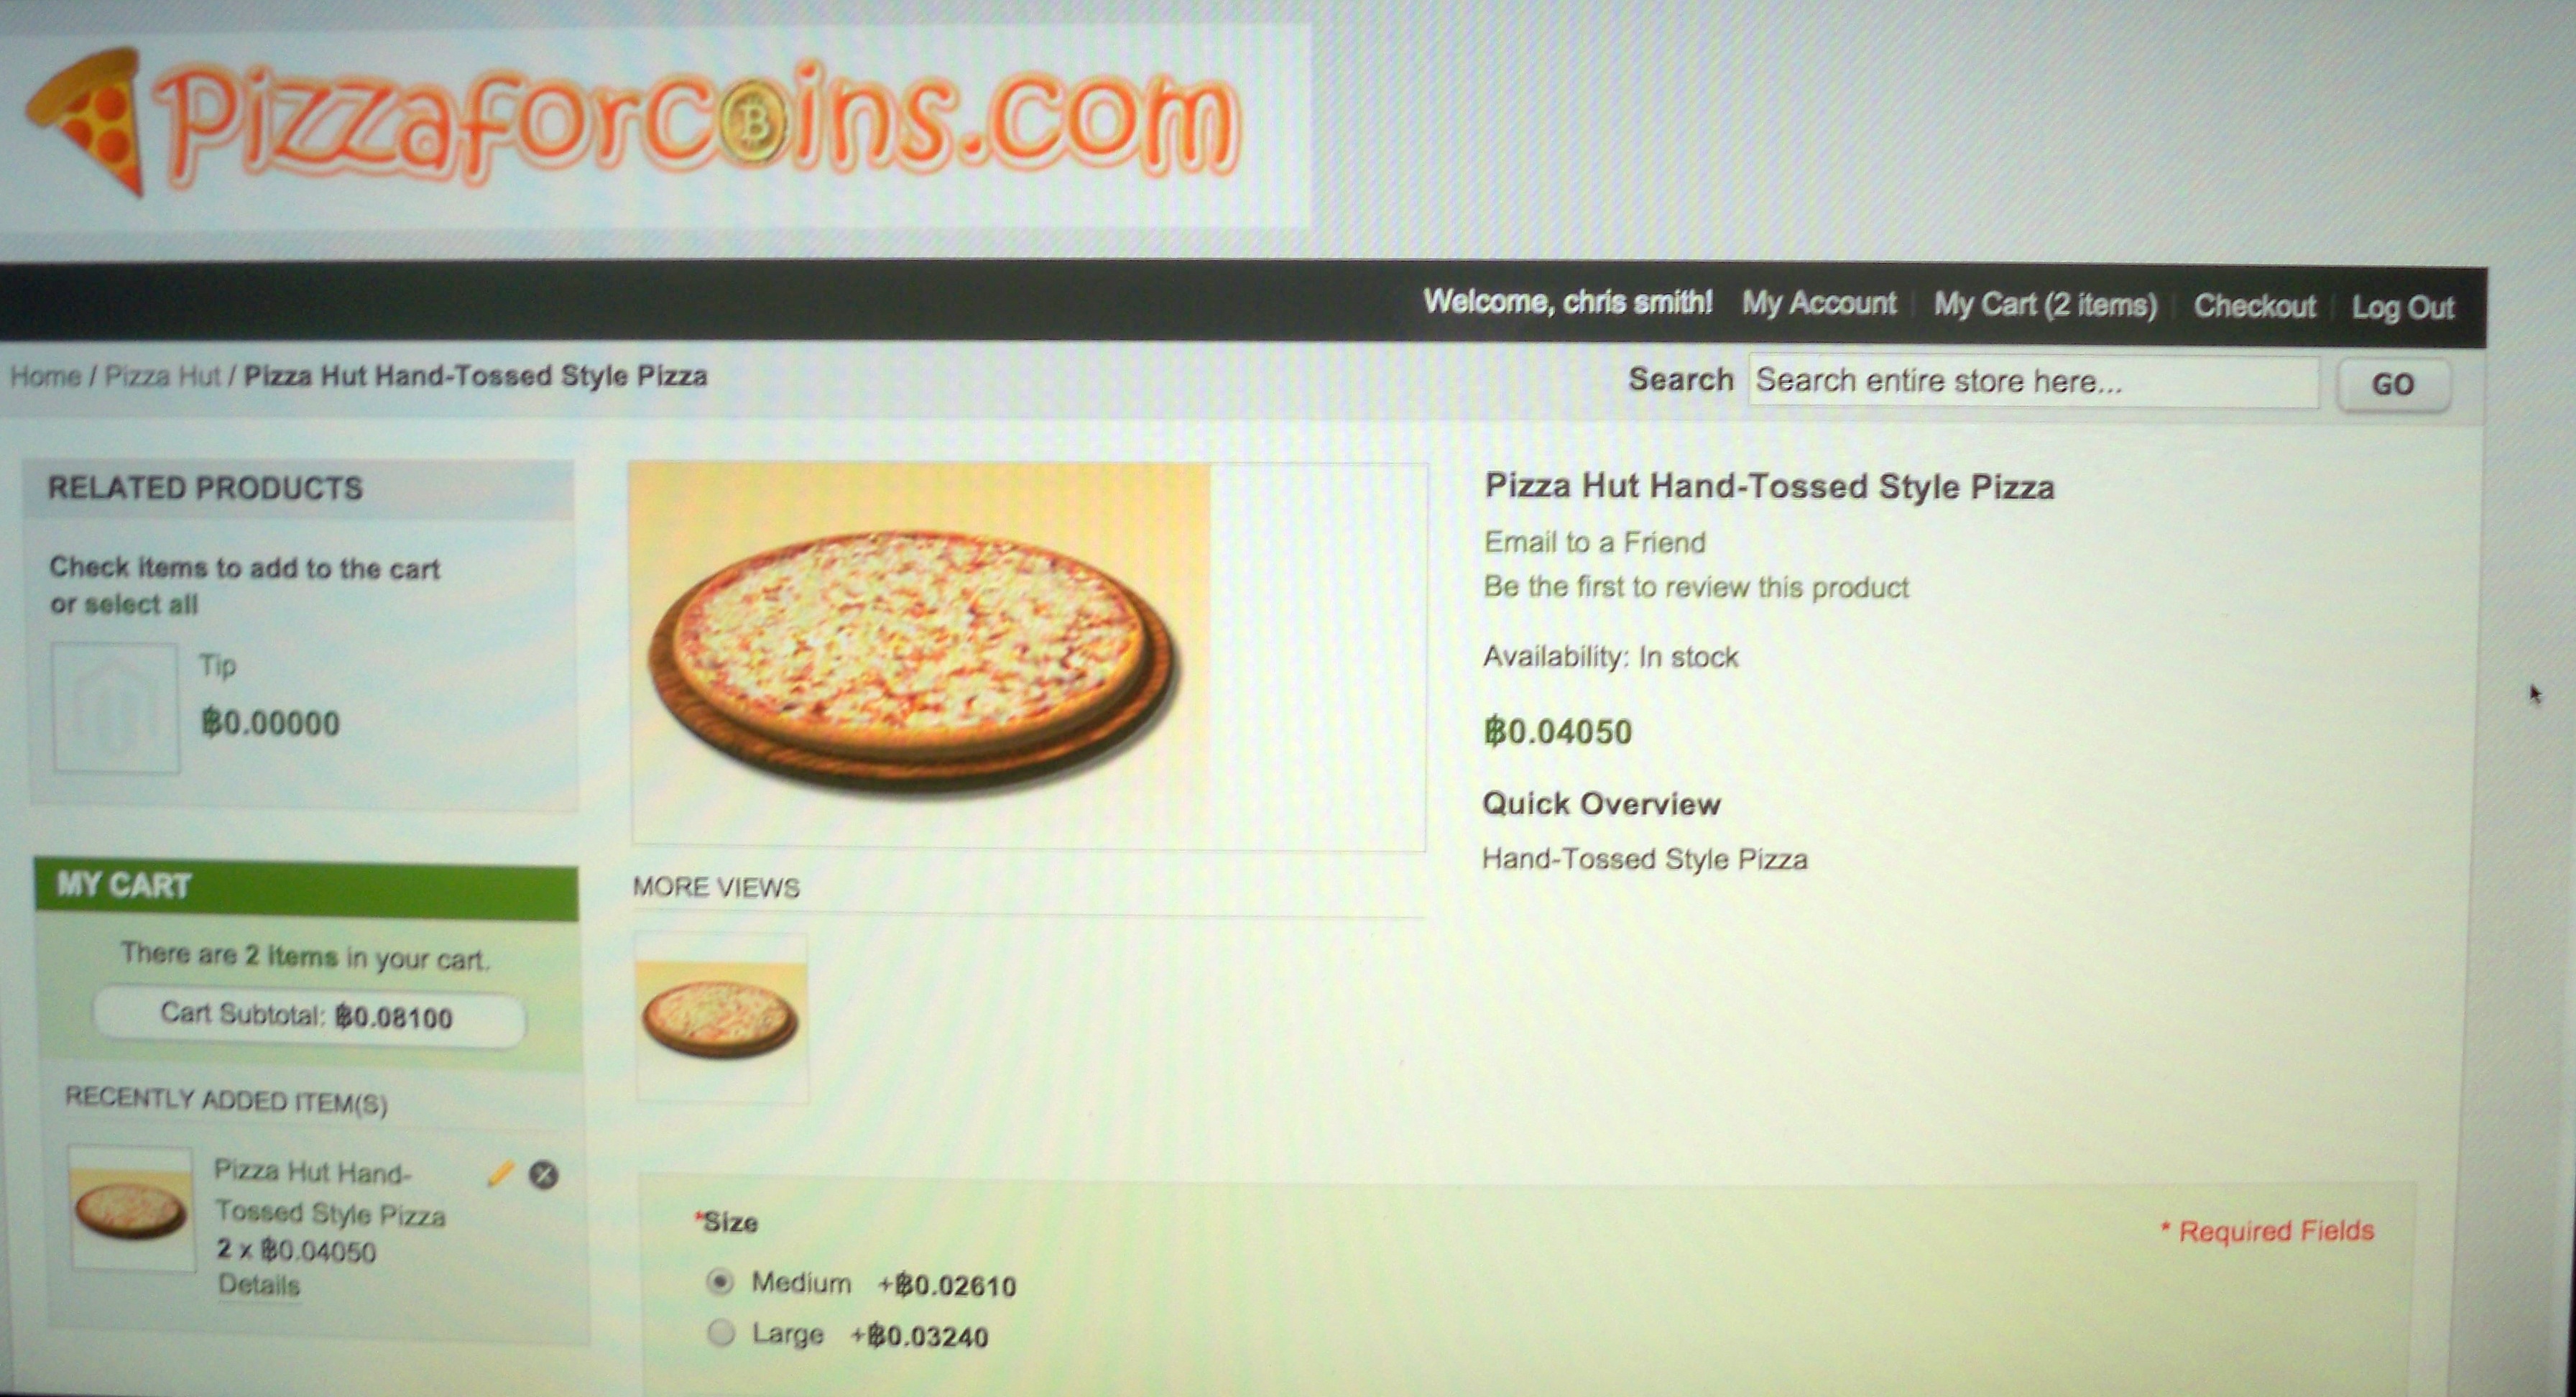 PizzaforCoins.com
Welcome, chris smith! My Account My Cart (2 items) Checkout Log Out
Home / Pizza Hut / Pizza Hut Hand-Tossed Style Pizza
Search Search entire store here... GO
RELATED PRODUCTS
Check items to add to the cart
or select all
Tip
฿0.00000
MY CART
There are 2 items in your cart.
Cart Subtotal: ฿0.08100
RECENTLY ADDED ITEM(S)
Pizza Hut Hand-
Tossed Style Pizza
2 x ฿0.04050
Details
MORE VIEWS
Pizza Hut Hand-Tossed Style Pizza
Email to a Friend
Be the first to review this product
Availability: In stock
฿0.04050
Quick Overview
Hand-Tossed Style Pizza
*Size
* Required Fields
Medium +฿0.02610
Large +฿0.03240